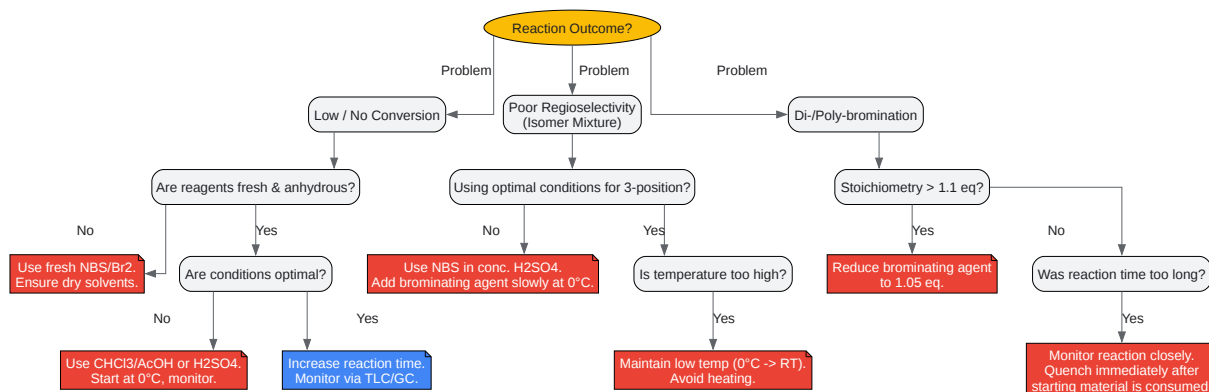 Reaction Outcome?
Problem
Problem
Problem
Low / No Conversion
Poor Regioselectivity
(Isomer Mixture)
Di-/Poly-bromination
Are reagents fresh & anhydrous?
Using optimal conditions for 3-position?
Stoichiometry > 1.1 eq?
No
Yes
No
Yes
Yes
No
Use fresh NBS/Br2.
Ensure dry solvents.
Are conditions optimal?
Use NBS in conc. H2SO4.
Add brominating agent slowly at 0°C.
Is temperature too high?
Reduce brominating agent
to 1.05 eq.
Was reaction time too long?
No
Yes
Yes
Yes
Use CHCl3/AcOH or H2SO4.
Start at 0°C, monitor.
Increase reaction time.
Monitor via TLC/GC.
Maintain low temp (0°C -> RT).
Avoid heating.
Monitor reaction closely.
Quench immediately after
starting material is consumed